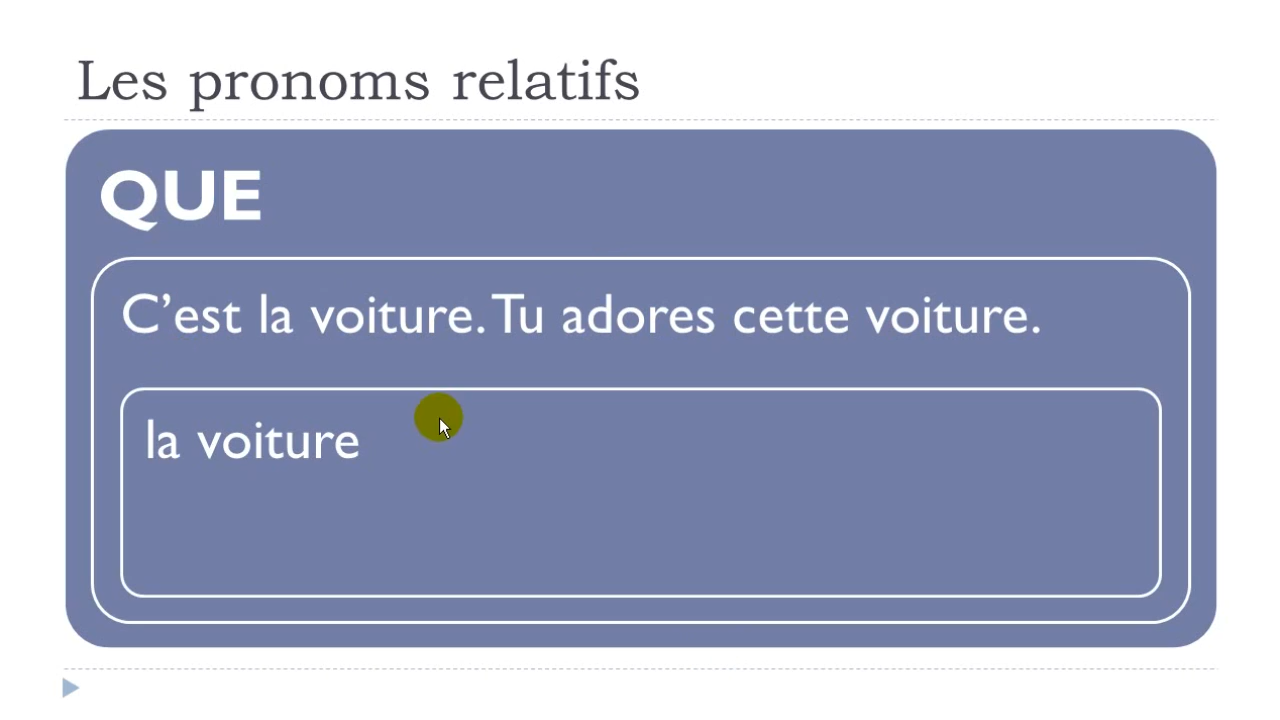 Les pronoms relatifs
QUE
C’est la voiture. Tu adores cette voiture.
la voiture